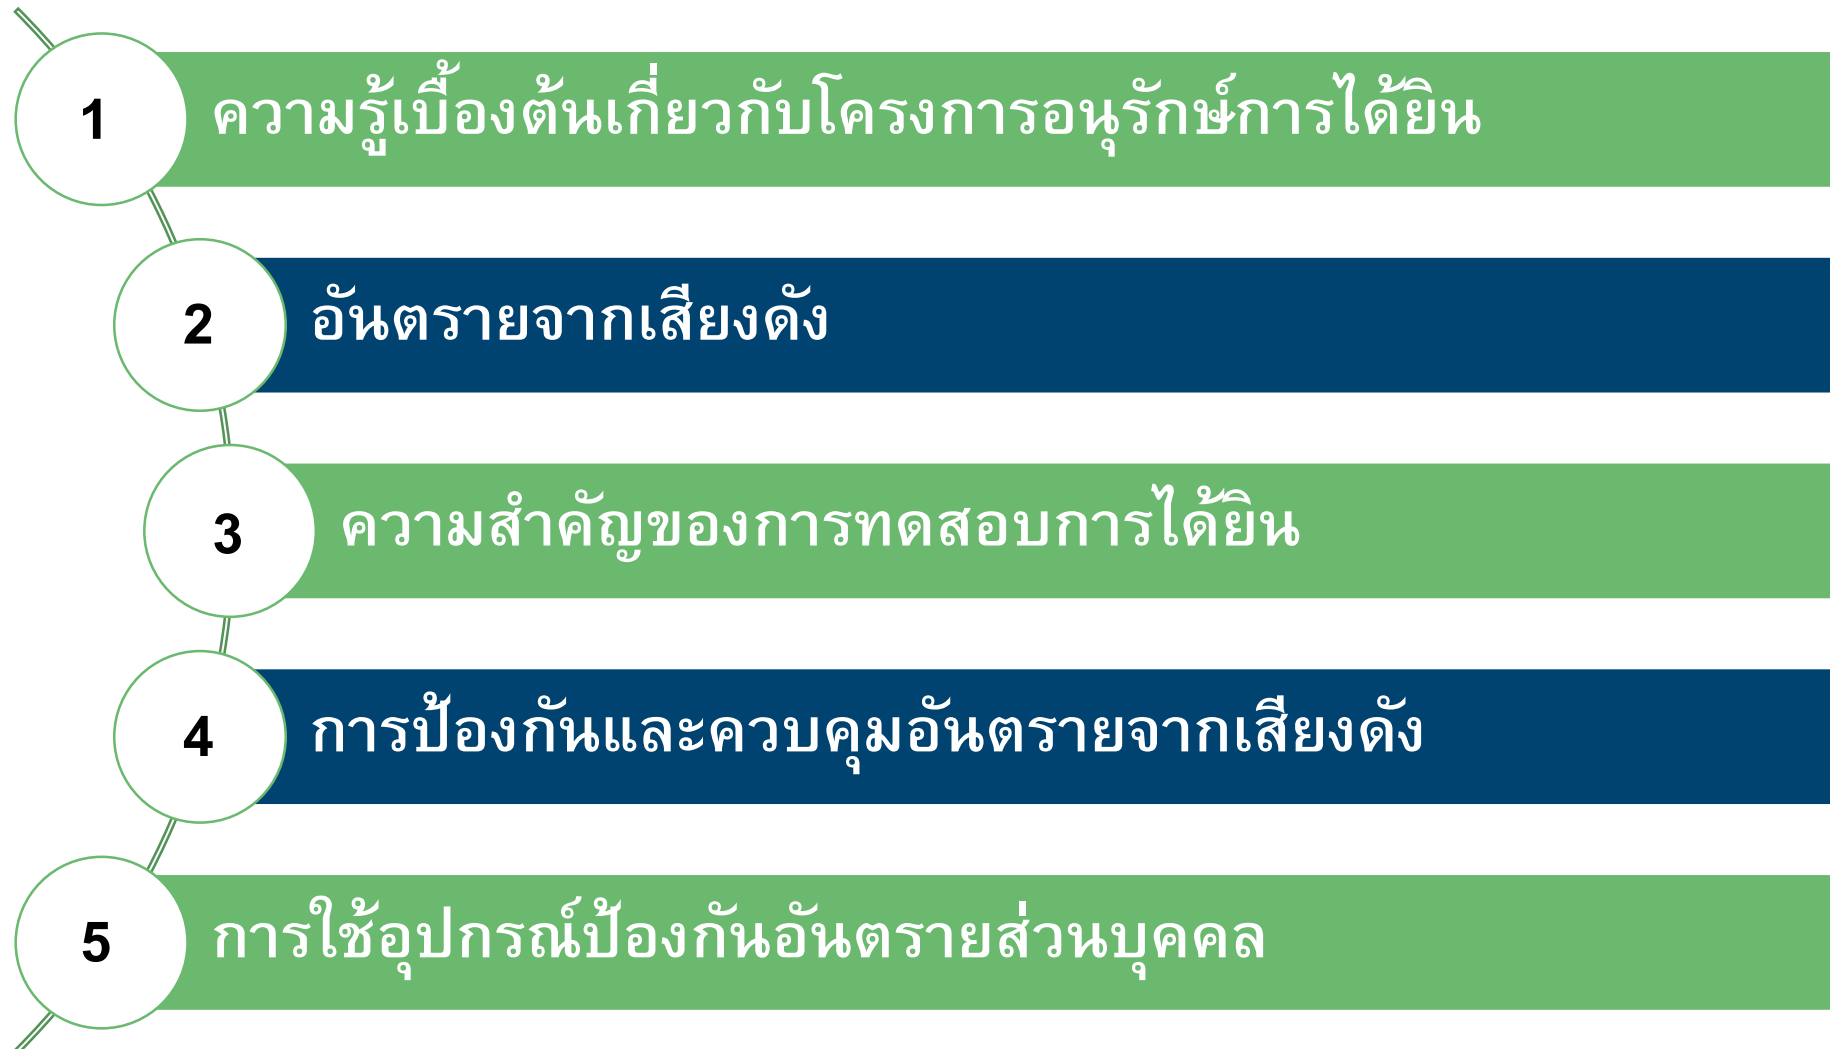 1 ความรู้เบื้องต้นเกี่ยวกับโครงการอนุรักษ์การได้ยิน
2 อันตรายจากเสียงดัง
3 ความสำคัญของการทดสอบการได้ยิน
4 การป้องกันและควบคุมอันตรายจากเสียงดัง
5 การใช้อุปกรณ์ป้องกันอันตรายส่วนบุคคล